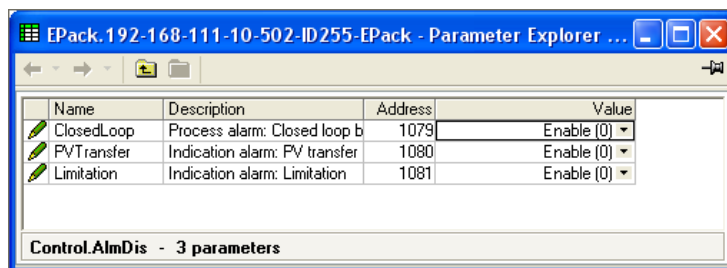 EPack.192-168-111-10-502-ID255-EPack - Parameter Explorer ...
Name Description Address Value
ClosedLoop Process alarm: Closed loop b 1079 Enable (0)
PVTransfer Indication alarm: PV transfer 1080 Enable (0)
Limitation Indication alarm: Limitation 1081 Enable (0)
Control.AlmDis - 3 parameters